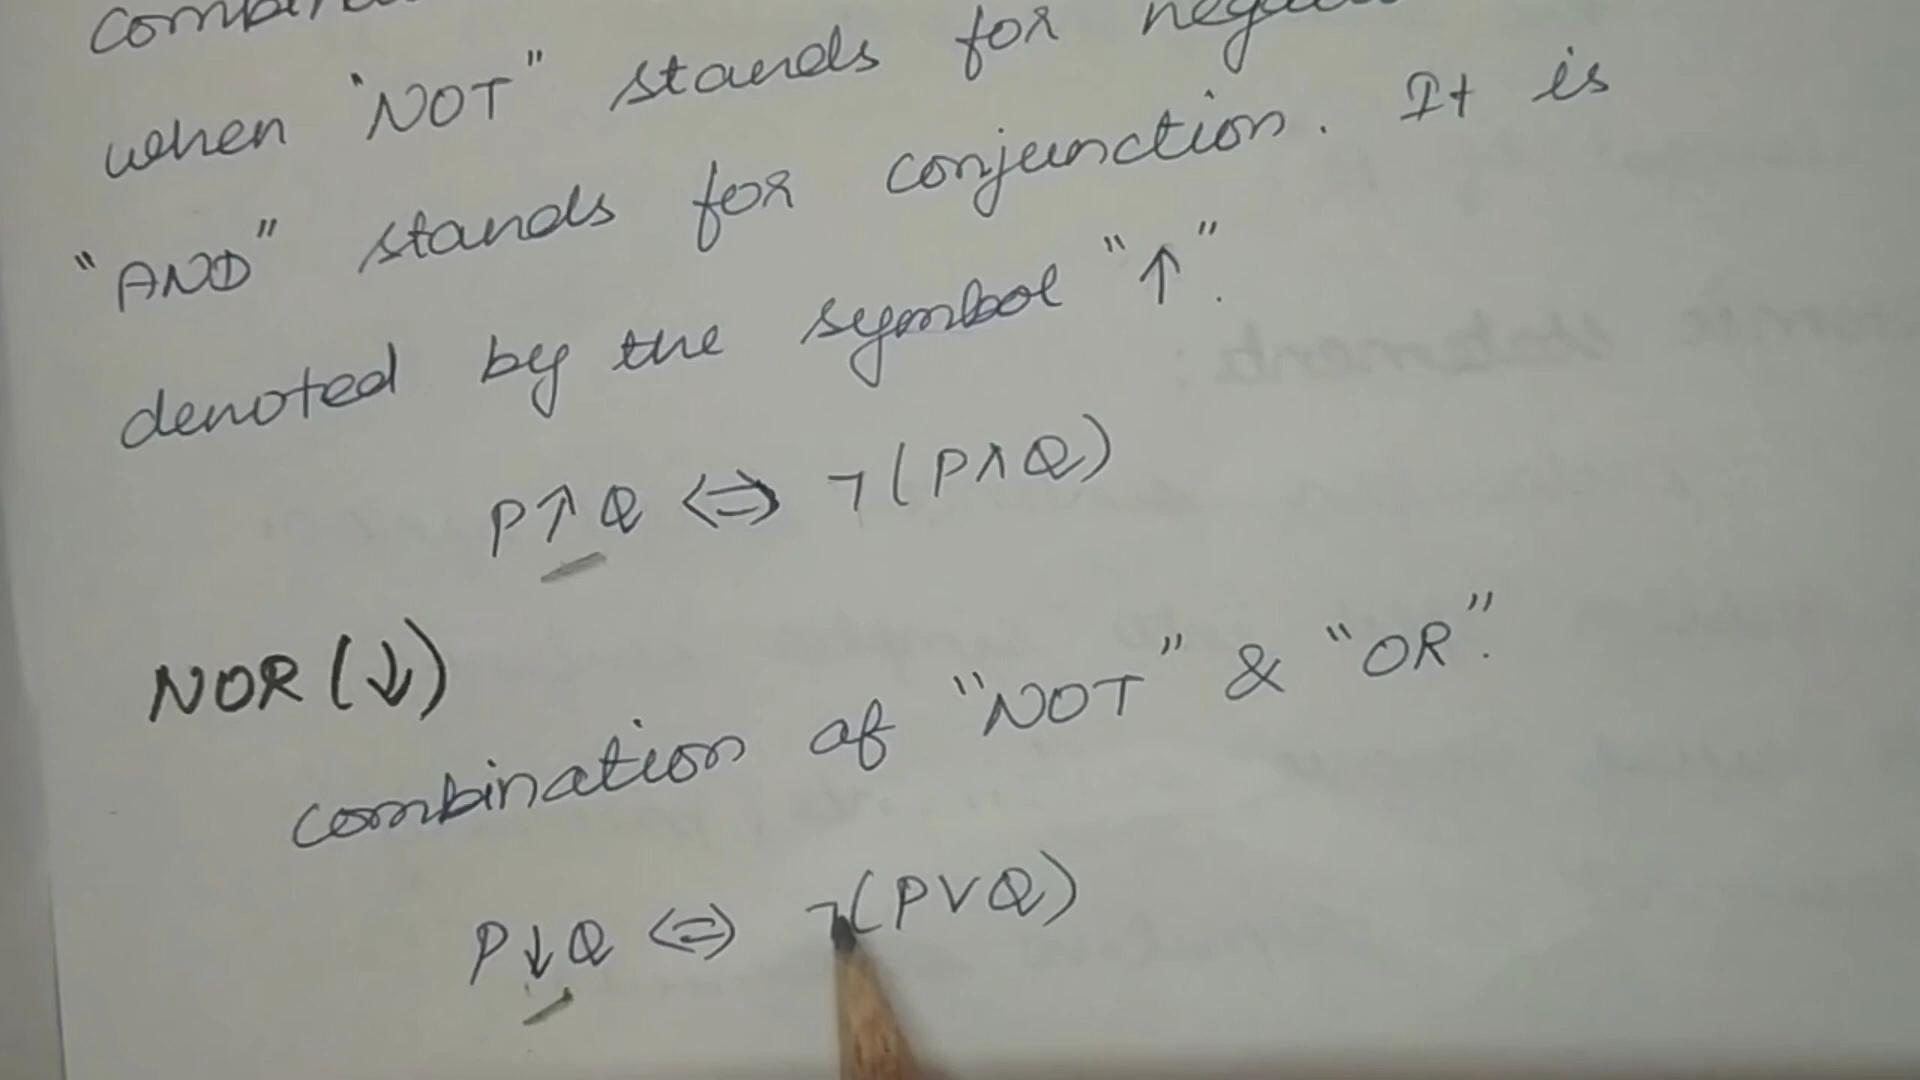 when "NOT" stands for
"AND" stands for conjunction. It is
denoted by the symbol "↑".
P↑Q ⇔ ¬(P∧Q)
NOR (↓)
combination of "NOT" & "OR".
P↓Q ⇔ ¬(P∨Q)